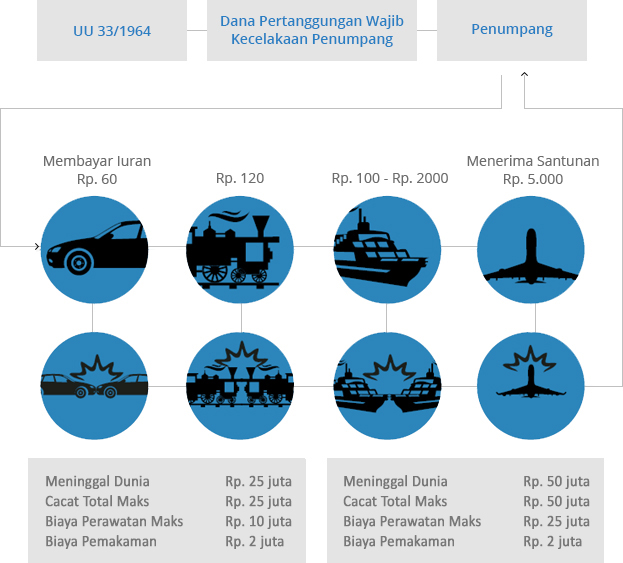 UU 33/1964
Dana Pertanggungan Wajib
Kecelakaan Penumpang
Penumpang
Membayar Iuran
Rp. 60
Rp. 120
Rp. 100 - Rp. 2000
Menerima Santunan
Rp. 5.000
Meninggal Dunia Rp. 25 juta
Cacat Total Maks Rp. 25 juta
Biaya Perawatan Maks Rp. 10 juta
Biaya Pemakaman Rp. 2 juta
Meninggal Dunia Rp. 50 juta
Cacat Total Maks Rp. 50 juta
Biaya Perawatan Maks Rp. 25 juta
Biaya Pemakaman Rp. 2 juta